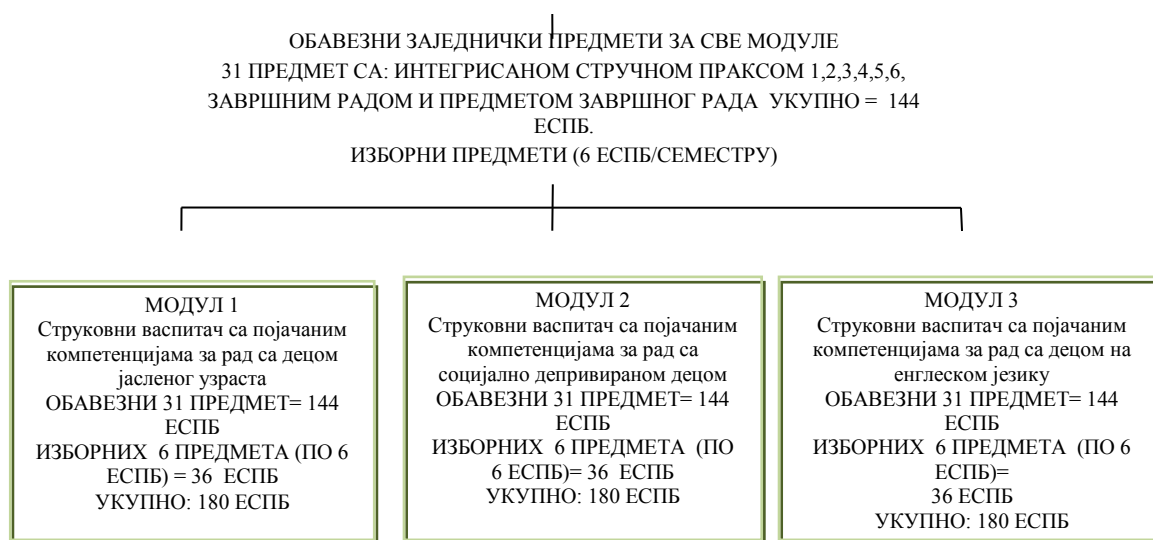 ОБАВЕЗНИ ЗАЈЕДНИЧКИ ПРЕДМЕТИ ЗА СВЕ МОДУЛЕ
31 ПРЕДМЕТ СА: ИНТЕГРИСАНОМ СТРУЧНОМ ПРАКСОМ 1,2,3,4,5,6,
ЗАВРШНИМ РАДОМ И ПРЕДМЕТОМ ЗАВРШНОГ РАДА УКУПНО = 144
ЕСПБ.
ИЗБОРНИ ПРЕДМЕТИ (6 ЕСПБ/СЕМЕСТРУ)
МОДУЛ 1
Струковни васпитач са појачаним
компетенцијама за рад са децом
јасленог узраста
ОБАВЕЗНИ 31 ПРЕДМЕТ= 144
ЕСПБ
ИЗБОРНИХ 6 ПРЕДМЕТА (ПО 6
ЕСПБ) = 36 ЕСПБ
УКУПНО: 180 ЕСПБ
МОДУЛ 2
Струковни васпитач са појачаним
компетенцијама за рад са
социјално депривираном децом
ОБАВЕЗНИ 31 ПРЕДМЕТ= 144
ЕСПБ
ИЗБОРНИХ 6 ПРЕДМЕТА (ПО
6 ЕСПБ)= 36 ЕСПБ
УКУПНО: 180 ЕСПБ
МОДУЛ 3
Струковни васпитач са појачаним
компетенцијама за рад са децом на
енглеском језику
ОБАВЕЗНИ 31 ПРЕДМЕТ= 144
ЕСПБ
ИЗБОРНИХ 6 ПРЕДМЕТА (ПО 6
ЕСПБ)=
36 ЕСПБ
УКУПНО: 180 ЕСПБ